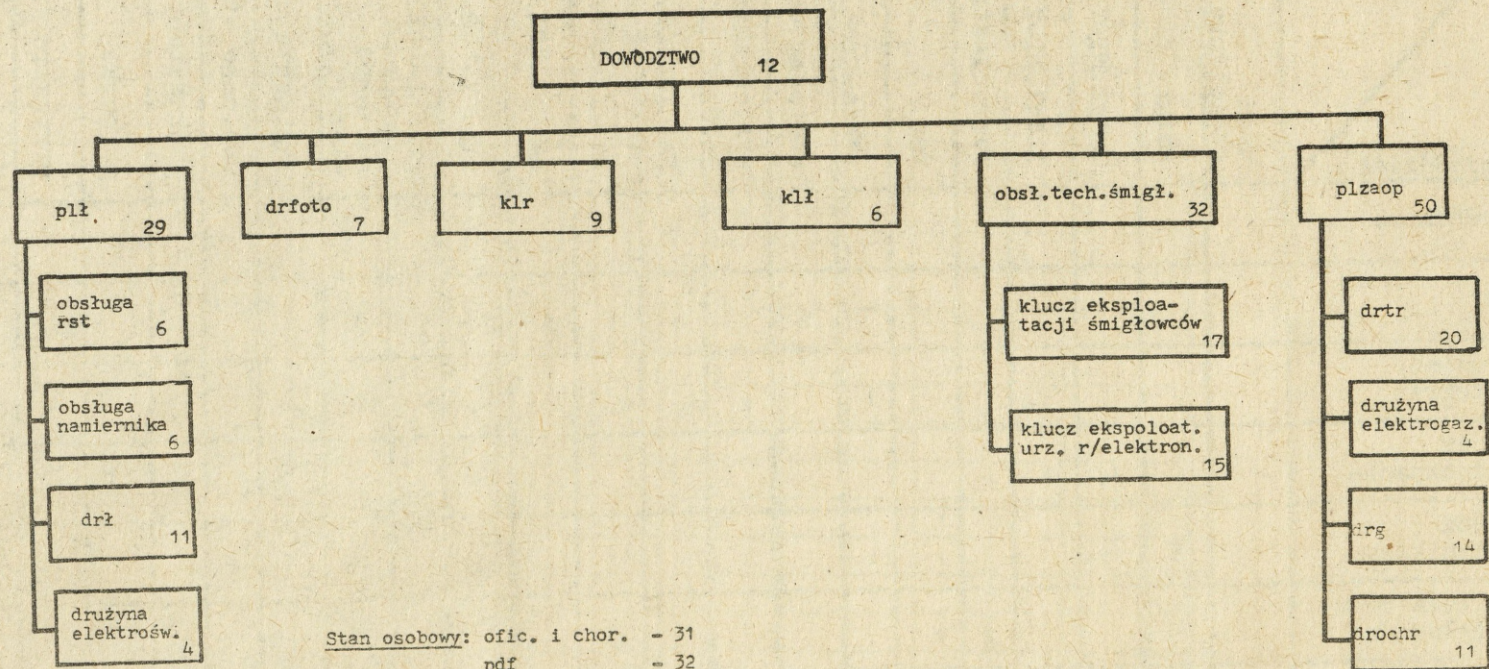 DOWÓDZTWO 12
plł. 29
drfoto 7
klr 9
klł 6
obsł.tech.śmigł. 32
plzaop 50
obsługa
rst 6
obsługa
namiernika 6
drł 11
drużyna
elektrośw. 4
klucz eksploa-
tacji śmigłowców 17
klucz ekspoloat.
urz. r/elektron. 15
drtr 20
drużyna
elektrogaz. 4
drg 14
drochr 11
Stan osobowy: ofic. i chor. - 31
pdf - 32